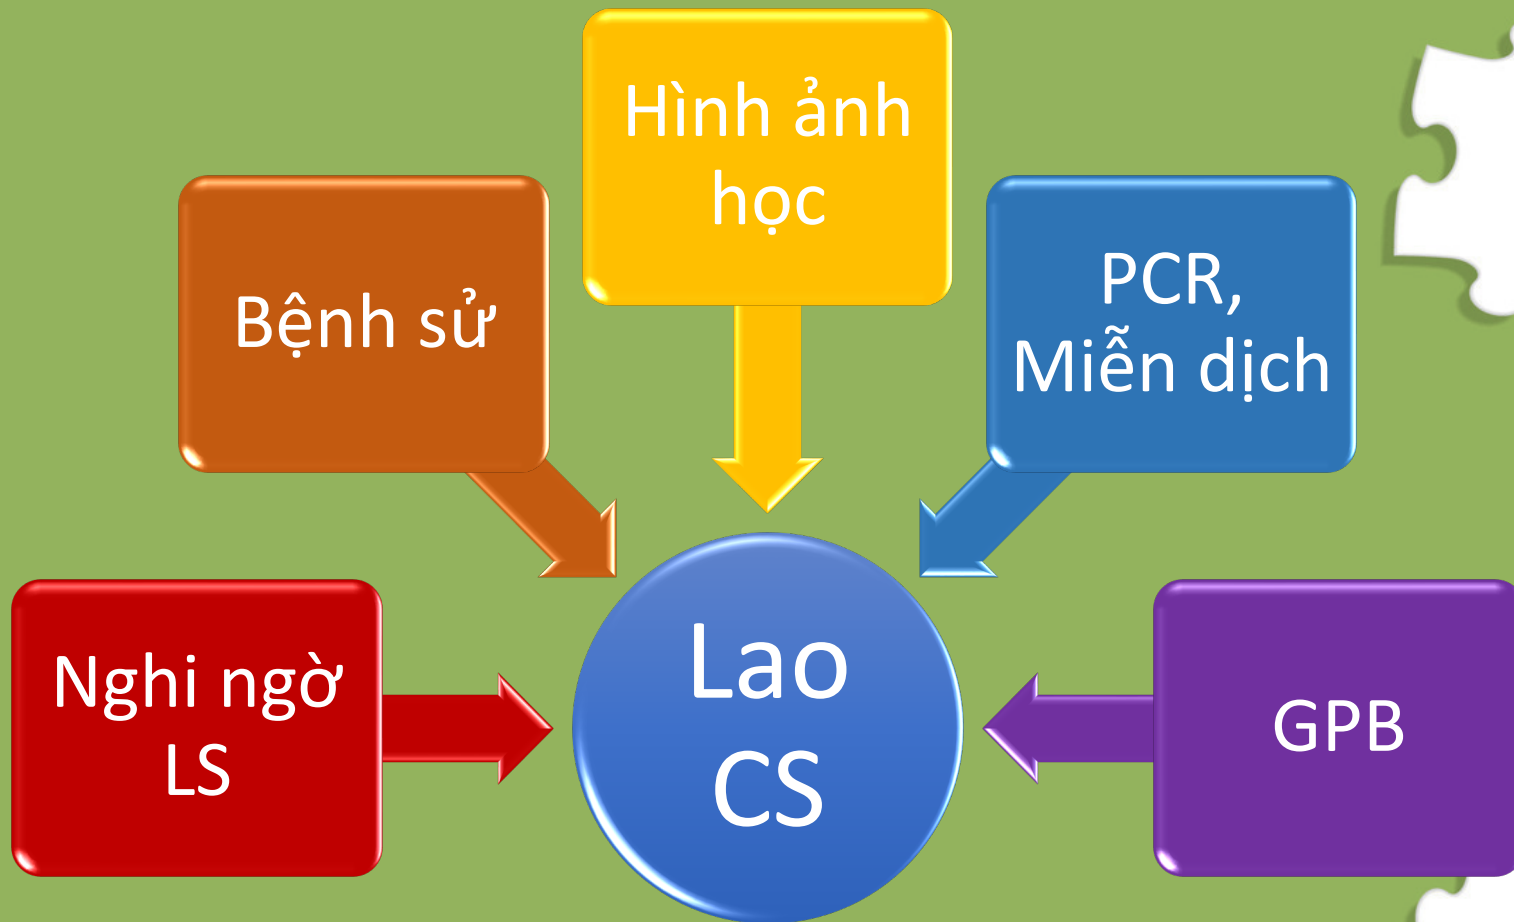 Hình ảnh
học
Bệnh sử
PCR,
Miễn dịch
Nghi ngờ
LS
Lao
CS
GPB